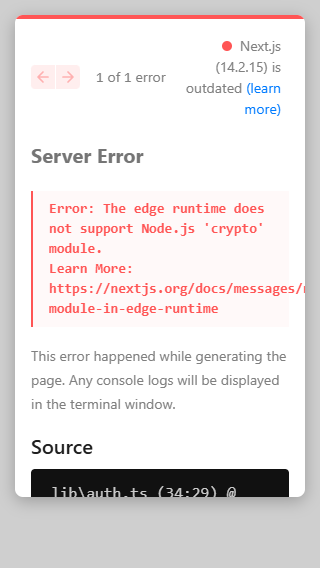 1 of 1 error
Next.js
(14.2.15) is
outdated (learn
more)
Server Error
Error: The edge runtime does
not support Node.js 'crypto'
module.
Learn More:
https://nextjs.org/docs/messages/
module-in-edge-runtime
This error happened while generating the
page. Any console logs will be displayed
in the terminal window.
Source
lib\auth.ts (34:29) @